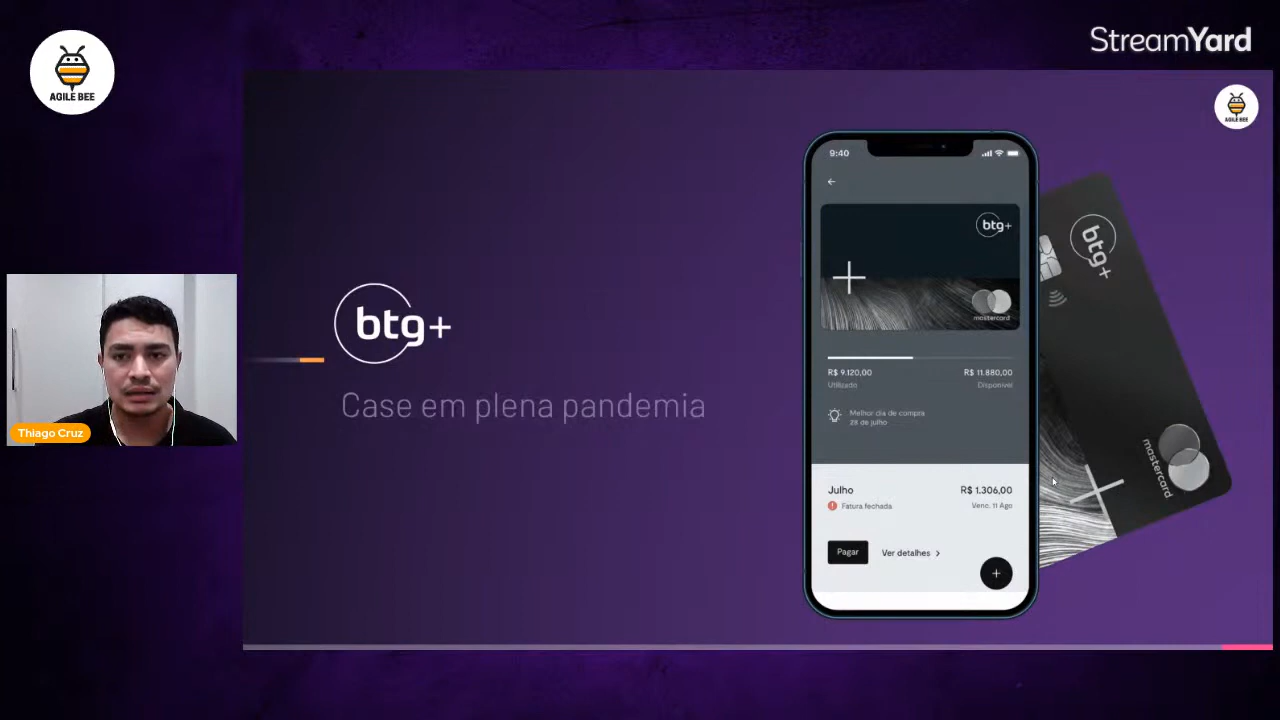 AGILE BEE
StreamYard
AGILE BEE
Thiago Cruz
btg+
Case em plena pandemia
9:40
btg+
mastercard
R$ 9.120,00
R$ 11.880,00
Utilizado
Disponível
Melhor dia de compra
28 de julho
Julho
R$ 1.306,00
Fatura fechada
Venc. 11 Ago
Pagar
Ver detalhes
btg+
mastercard